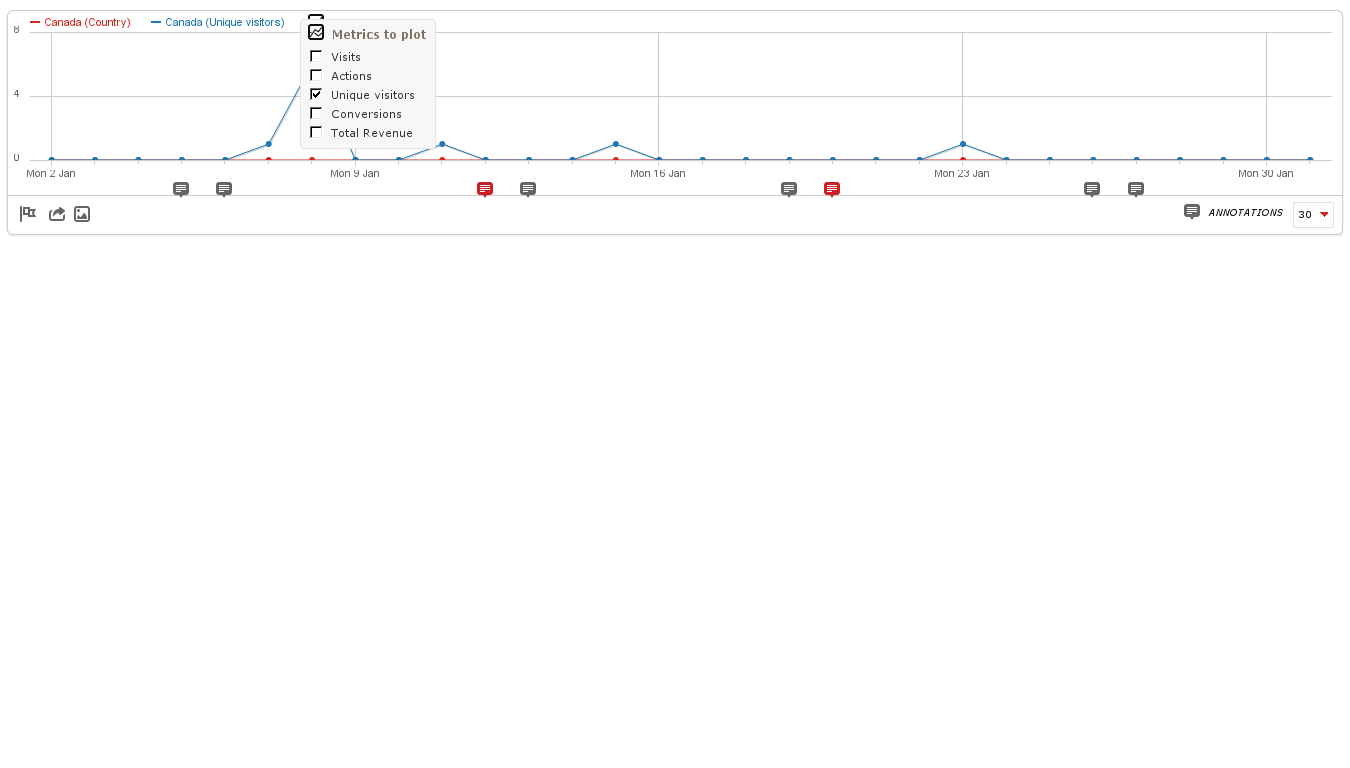 Canada (Country) Canada (Unique visitors)
8
Metrics to plot
Visits
Actions
4
Unique visitors
Conversions
Total Revenue
0
Mon 2 Jan Mon 9 Jan Mon 16 Jan Mon 23 Jan Mon 30 Jan
ANNOTATIONS 30